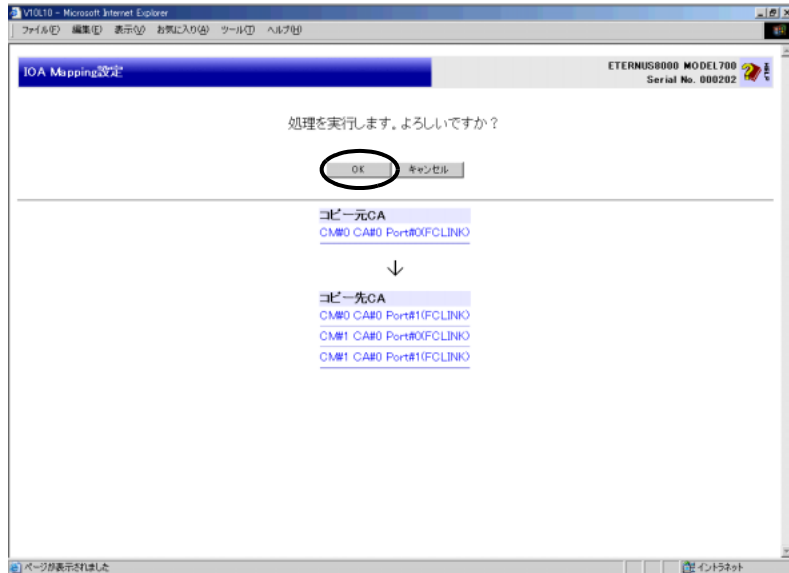 V10L10 - Microsoft Internet Explorer
ファイル(F) 編集(E) 表示(V) お気に入り(A) ツール(T) ヘルプ(H)
IOA Mapping設定
ETERNUS8000 MODEL700
Serial No. 000202
処理を実行します。よろしいですか？
OK キャンセル
コピー元CA
CM#0 CA#0 Port#0(FCLINK)
↓
コピー先CA
CM#0 CA#0 Port#1(FCLINK)
CM#1 CA#0 Port#0(FCLINK)
CM#1 CA#0 Port#1(FCLINK)
ページが表示されました
イントラネット